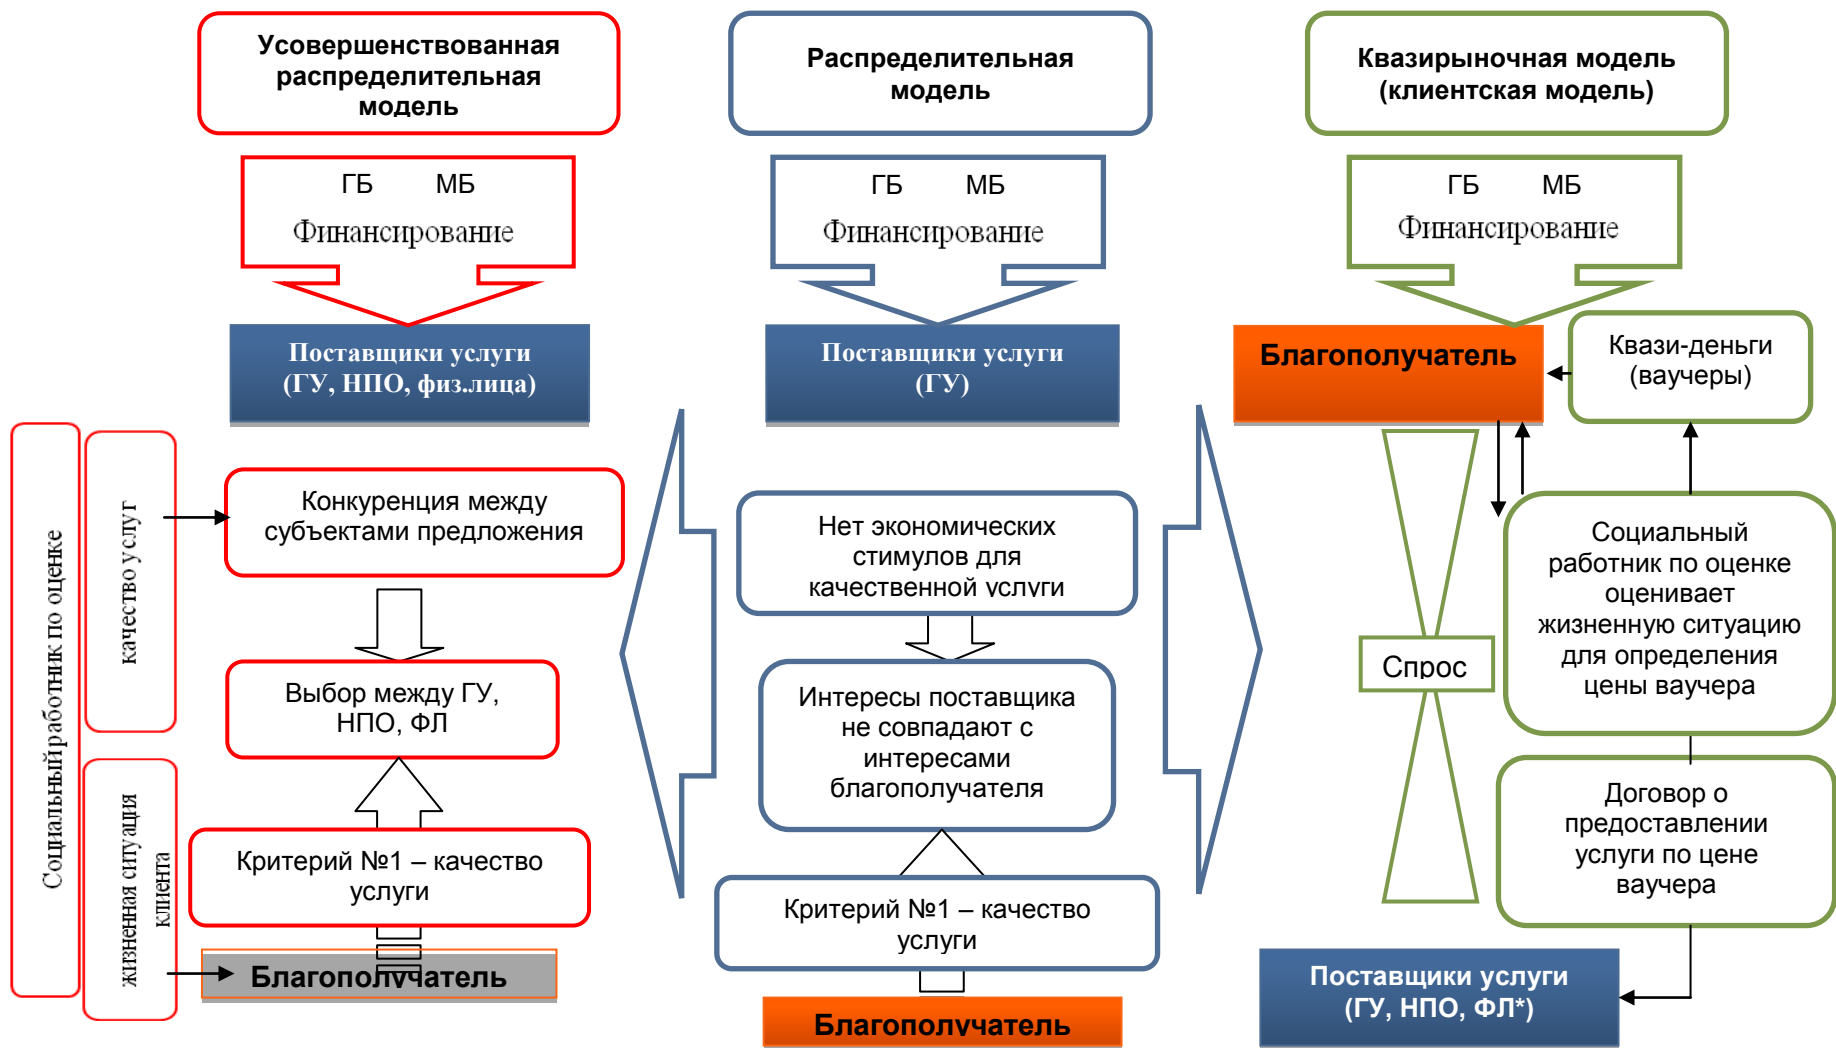 Усовершенствованная
распределительная
модель
ГБ МБ
Финансирование
Поставщики услуги
(ГУ, НПО, физ.лица)
Социальный работник по оценке
качество услуг
жизненная ситуация
клиента
Конкуренция между
субъектами предложения
Выбор между ГУ,
НПО, ФЛ
Критерий №1 – качество
услуги
Благополучатель
Распределительная
модель
ГБ МБ
Финансирование
Поставщики услуги
(ГУ)
Нет экономических
стимулов для
качественной услуги
Интересы поставщика
не совпадают с
интересами
благополучателя
Критерий №1 – качество
услуги
Благополучатель
Квазирыночная модель
(клиентская модель)
ГБ МБ
Финансирование
Благополучатель
Квази-деньги
(ваучеры)
Спрос
Социальный
работник по оценке
оценивает
жизненную ситуацию
для определения
цены ваучера
Договор о
предоставлении
услуги по цене
ваучера
Поставщики услуги
(ГУ, НПО, ФЛ*)